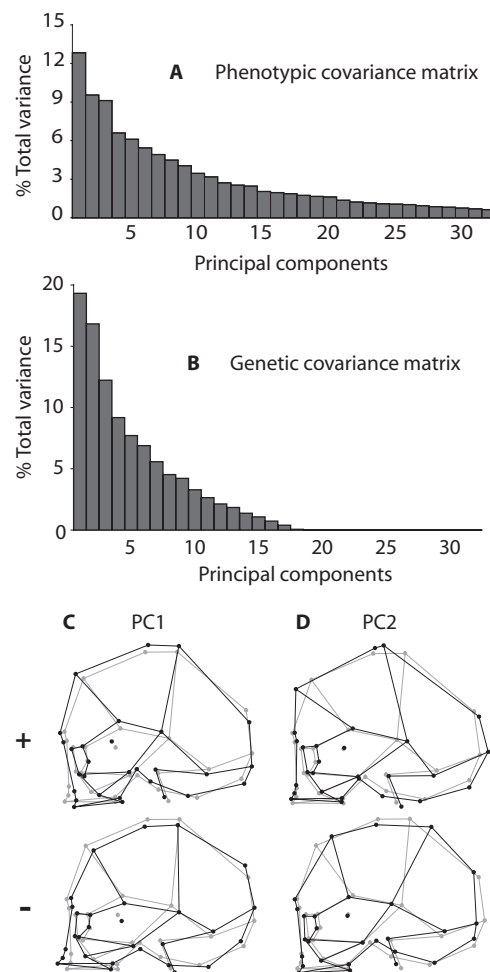 15
12
9
6
3
0
% Total variance
A Phenotypic covariance matrix
5 10 15 20 25 30
Principal components
20
15
10
5
0
% Total variance
B Genetic covariance matrix
5 10 15 20 25 30
Principal components
C PC1 D PC2
+
-